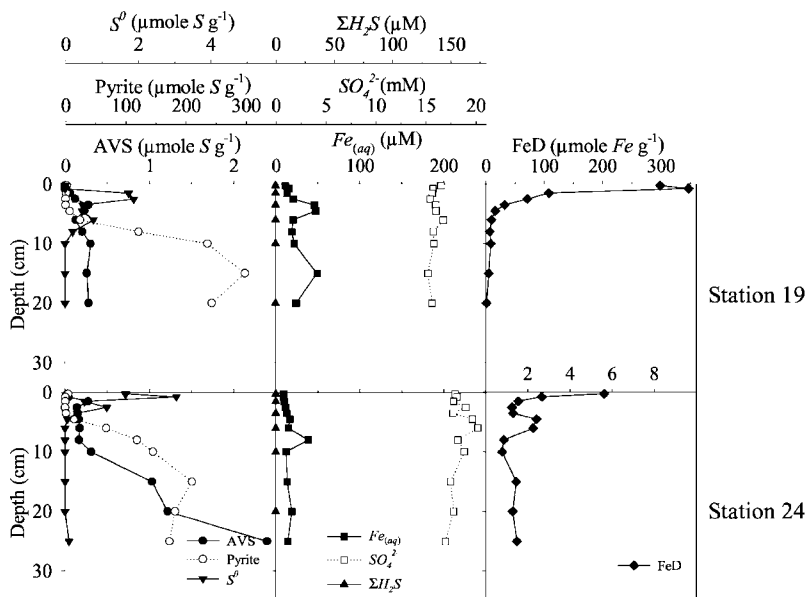 S⁰ (µmole S g⁻¹) ΣH₂S (µM)
0 2 4 0 50 100 150
Pyrite (µmole S g⁻¹) SO₄²⁻(mM)
0 100 200 300 0 5 10 15 20
AVS (µmole S g⁻¹) Fe(aq) (µM) FeD (µmole Fe g⁻¹)
0 1 2 0 100 200 0 100 200 300
0
10
20
30
Depth (cm)
Station 19
2 4 6 8
0
10
20
30
Depth (cm)
Station 24
AVS
Pyrite
S⁰
Fe(aq)
SO₄²
ΣH₂S
FeD